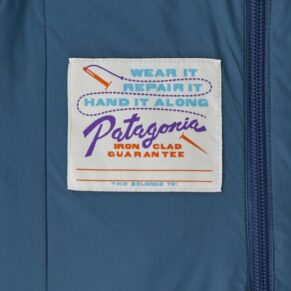 WEAR IT
REPAIR IT
HAND IT ALONG
Patagonia
IRON CLAD
GUARANTEE
THIS BELONGS TO: